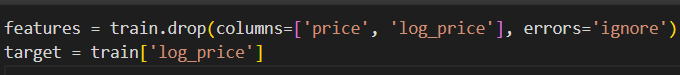 features = train.drop(columns=['price', 'log_price'], errors='ignore')
target = train['log_price']